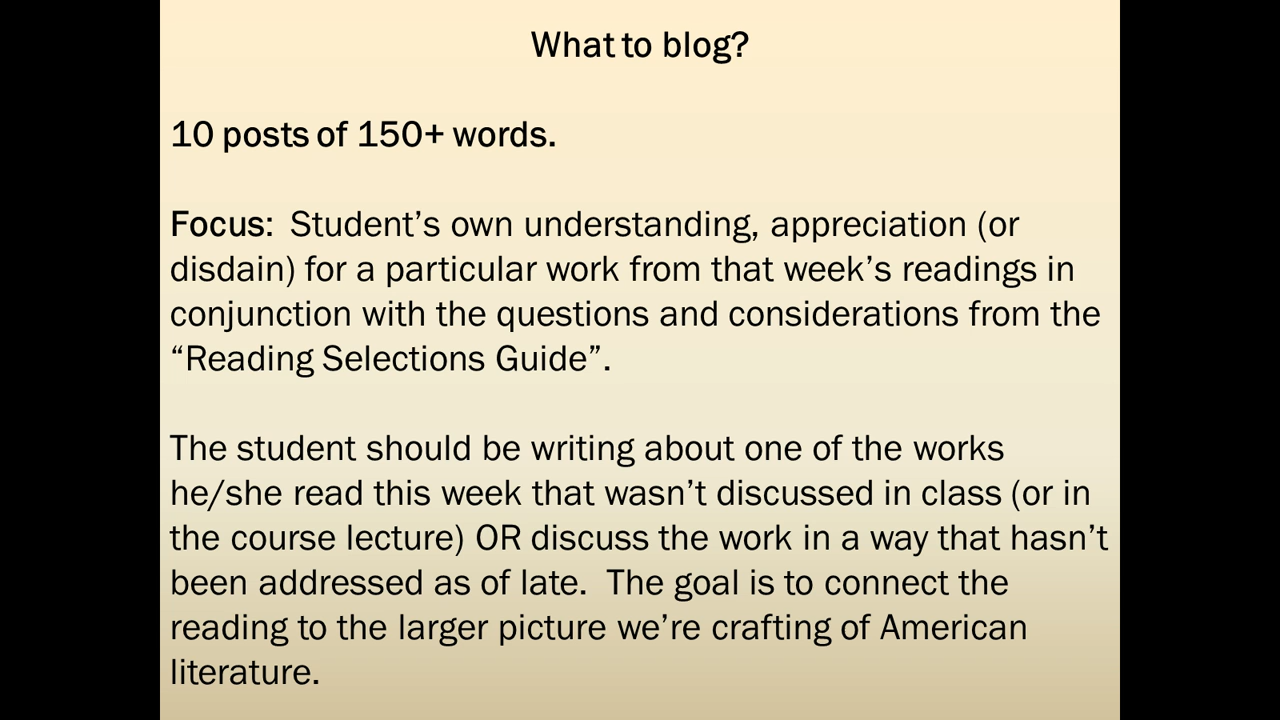 What to blog?
10 posts of 150+ words.
Focus:  Student’s own understanding, appreciation (or
disdain) for a particular work from that week’s readings in
conjunction with the questions and considerations from the
“Reading Selections Guide”.
The student should be writing about one of the works
he/she read this week that wasn’t discussed in class (or in
the course lecture) OR discuss the work in a way that hasn’t
been addressed as of late.  The goal is to connect the
reading to the larger picture we’re crafting of American
literature.